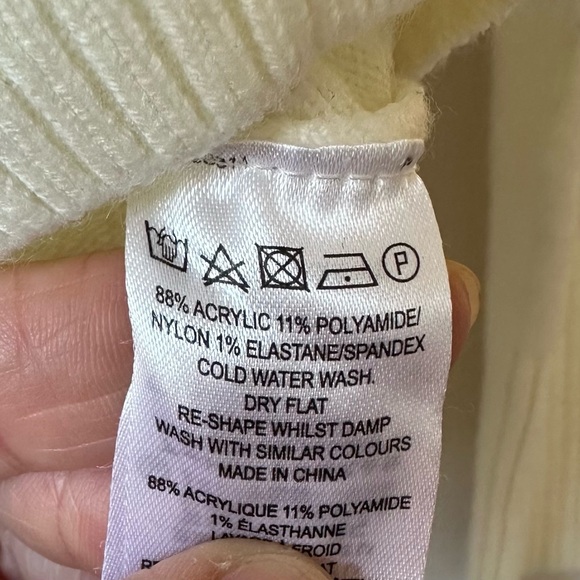 P
88% ACRYLIC 11% POLYAMIDE/
NYLON 1% ELASTANE/SPANDEX
COLD WATER WASH.
DRY FLAT
RE-SHAPE WHILST DAMP
WASH WITH SIMILAR COLOURS
MADE IN CHINA
88% ACRYLIQUE 11% POLYAMIDE
1% ÉLASTHANNE